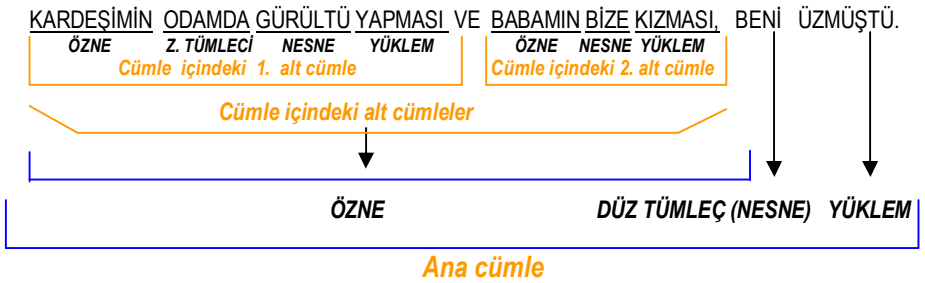 KARDEŞİMİN ODAMDA GÜRÜLTÜ YAPMASI VE BABAMIN BİZE KIZMASI, BENİ ÜZMÜŞTÜ.
ÖZNE Z. TÜMLECİ NESNE YÜKLEM ÖZNE NESNE YÜKLEM
Cümle içindeki 1. alt cümle Cümle içindeki 2. alt cümle
Cümle içindeki alt cümleler
ÖZNE DÜZ TÜMLEÇ (NESNE) YÜKLEM
Ana cümle